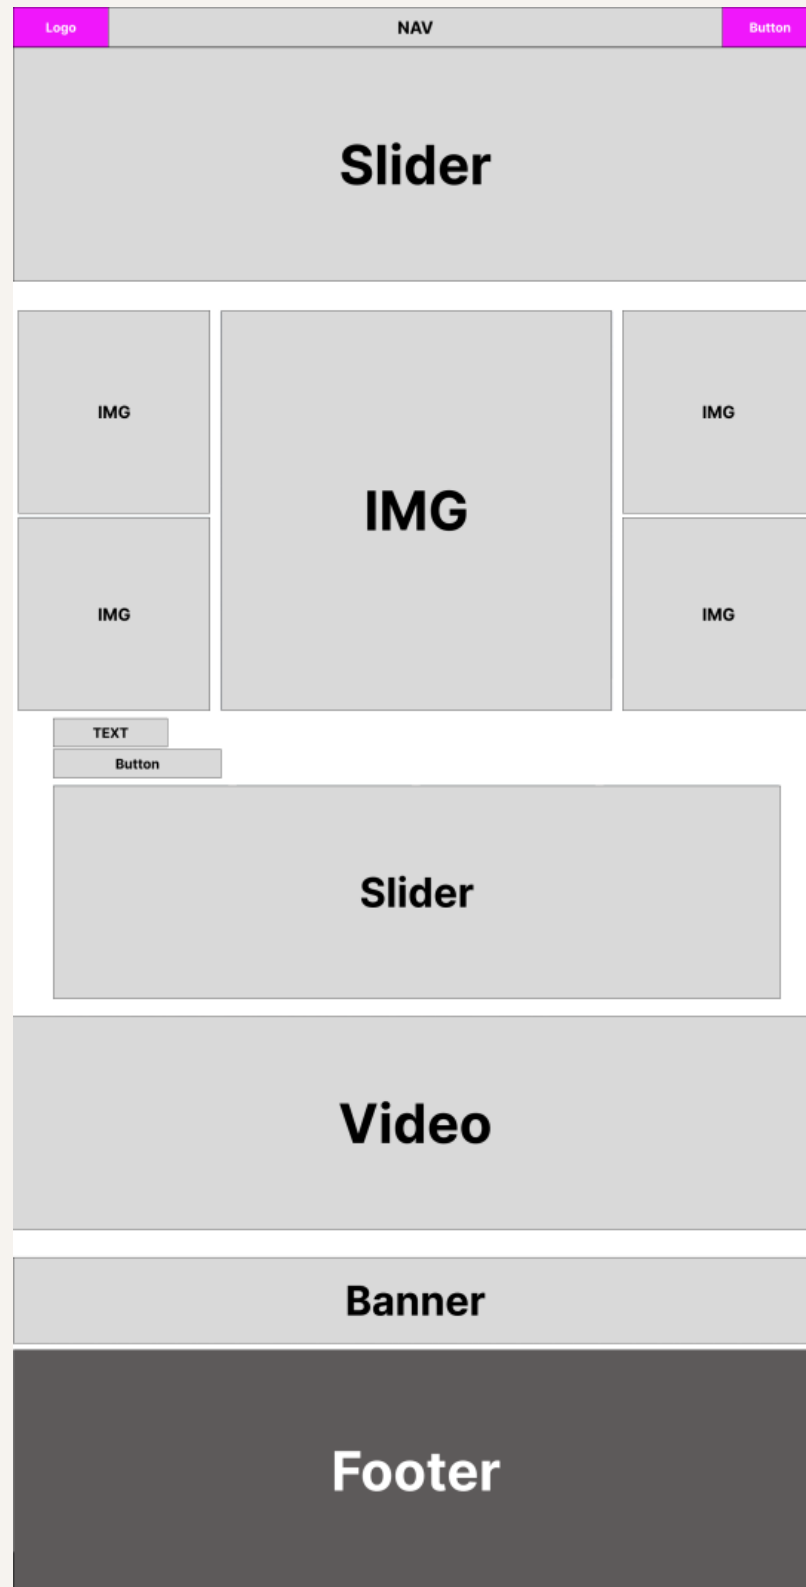 Logo
NAV
Button
Slider
IMG
IMG
IMG
IMG
IMG
TEXT
Button
Slider
Video
Banner
Footer